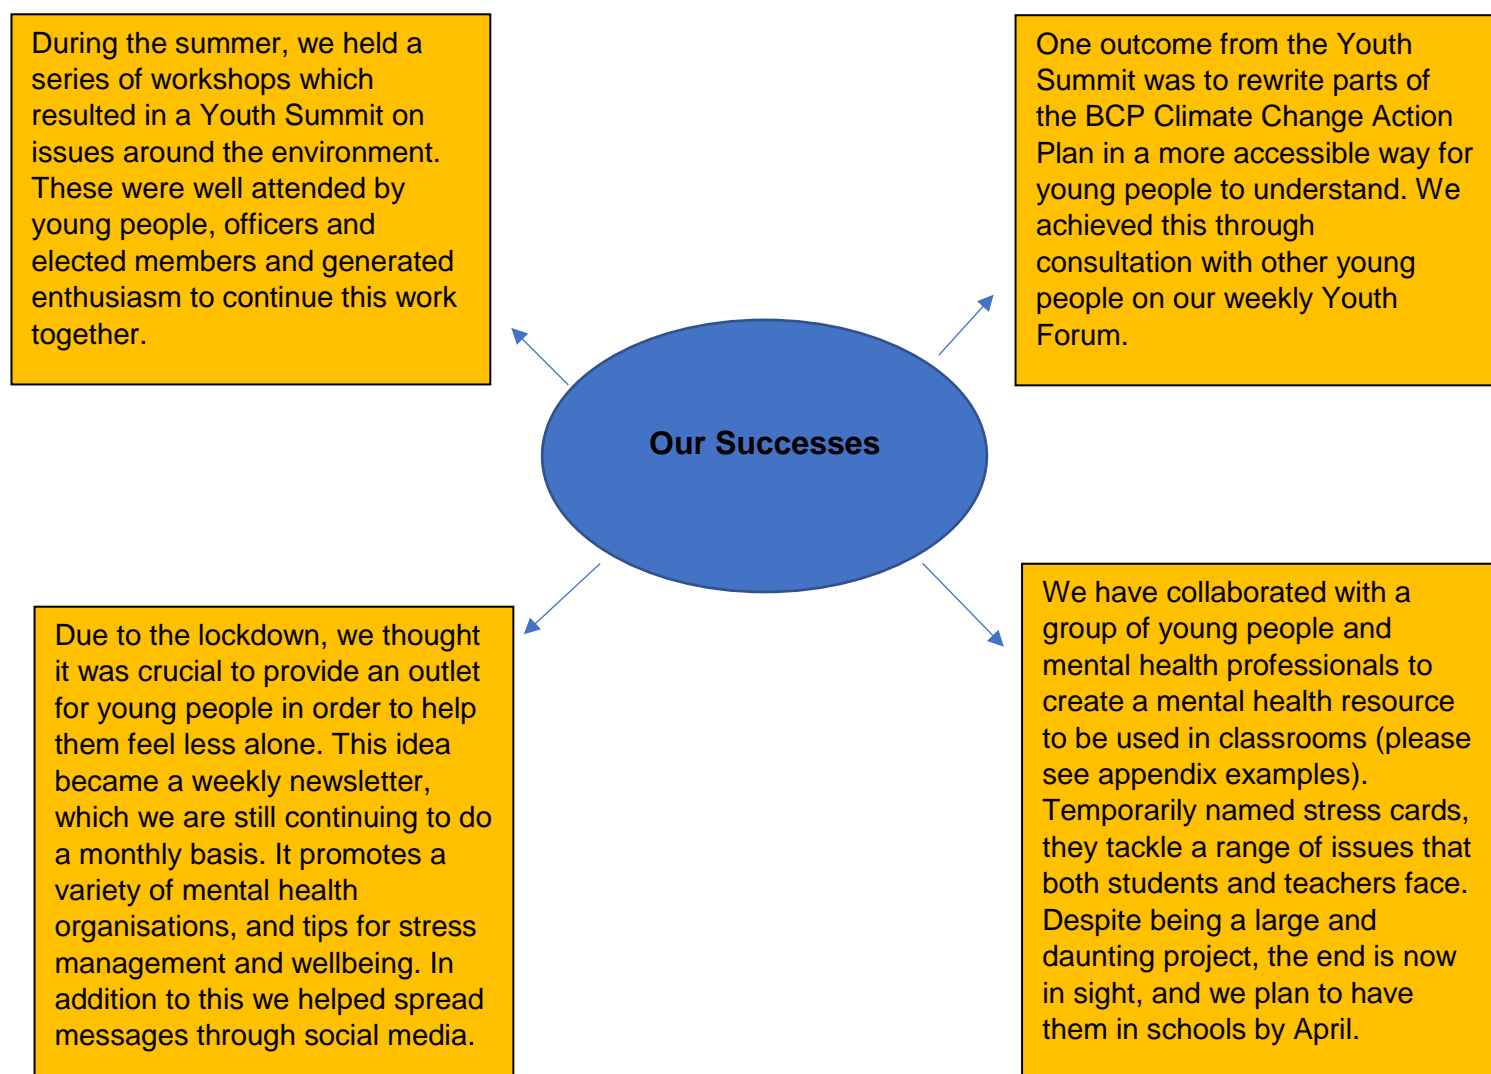 During the summer, we held a
series of workshops which
resulted in a Youth Summit on
issues around the environment.
These were well attended by
young people, officers and
elected members and generated
enthusiasm to continue this work
together.
One outcome from the Youth
Summit was to rewrite parts of
the BCP Climate Change Action
Plan in a more accessible way for
young people to understand. We
achieved this through
consultation with other young
people on our weekly Youth
Forum.
Our Successes
Due to the lockdown, we thought
it was crucial to provide an outlet
for young people in order to help
them feel less alone. This idea
became a weekly newsletter,
which we are still continuing to do
a monthly basis. It promotes a
variety of mental health
organisations, and tips for stress
management and wellbeing. In
addition to this we helped spread
messages through social media.
We have collaborated with a
group of young people and
mental health professionals to
create a mental health resource
to be used in classrooms (please
see appendix examples).
Temporarily named stress cards,
they tackle a range of issues that
both students and teachers face.
Despite being a large and
daunting project, the end is now
in sight, and we plan to have
them in schools by April.